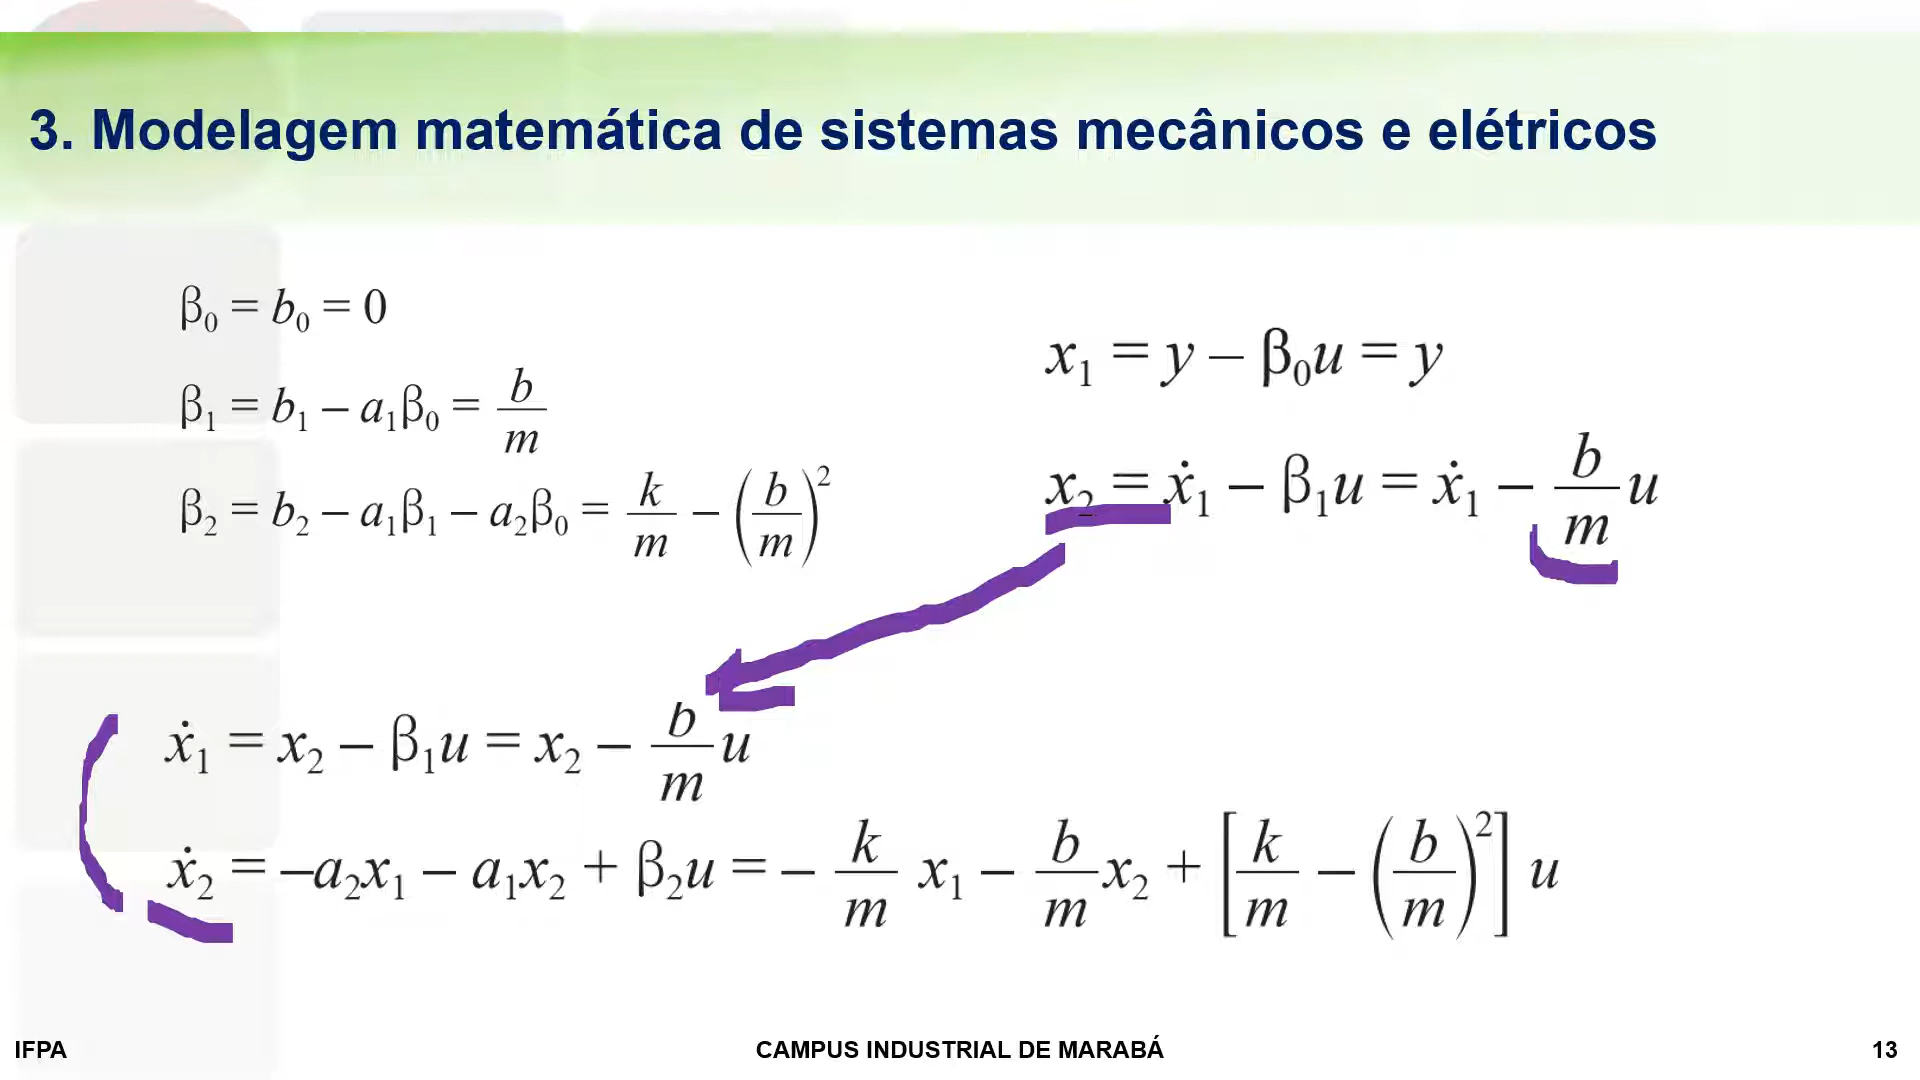 3. Modelagem matemática de sistemas mecânicos e elétricos
β₀ = b₀ = 0
β₁ = b₁ – a₁β₀ = b/m
β₂ = b₂ – a₁β₁ – a₂β₀ = k/m – (b/m)²
x₁ = y – β₀u = y
x₂ = ẋ₁ – β₁u = ẋ₁ – b/m u
ẋ₁ = x₂ – β₁u = x₂ – b/m u
ẋ₂ = –a₂x₁ – a₁x₂ + β₂u = – k/m x₁ – b/m x₂ + [k/m – (b/m)²] u
IFPA CAMPUS INDUSTRIAL DE MARABÁ 13